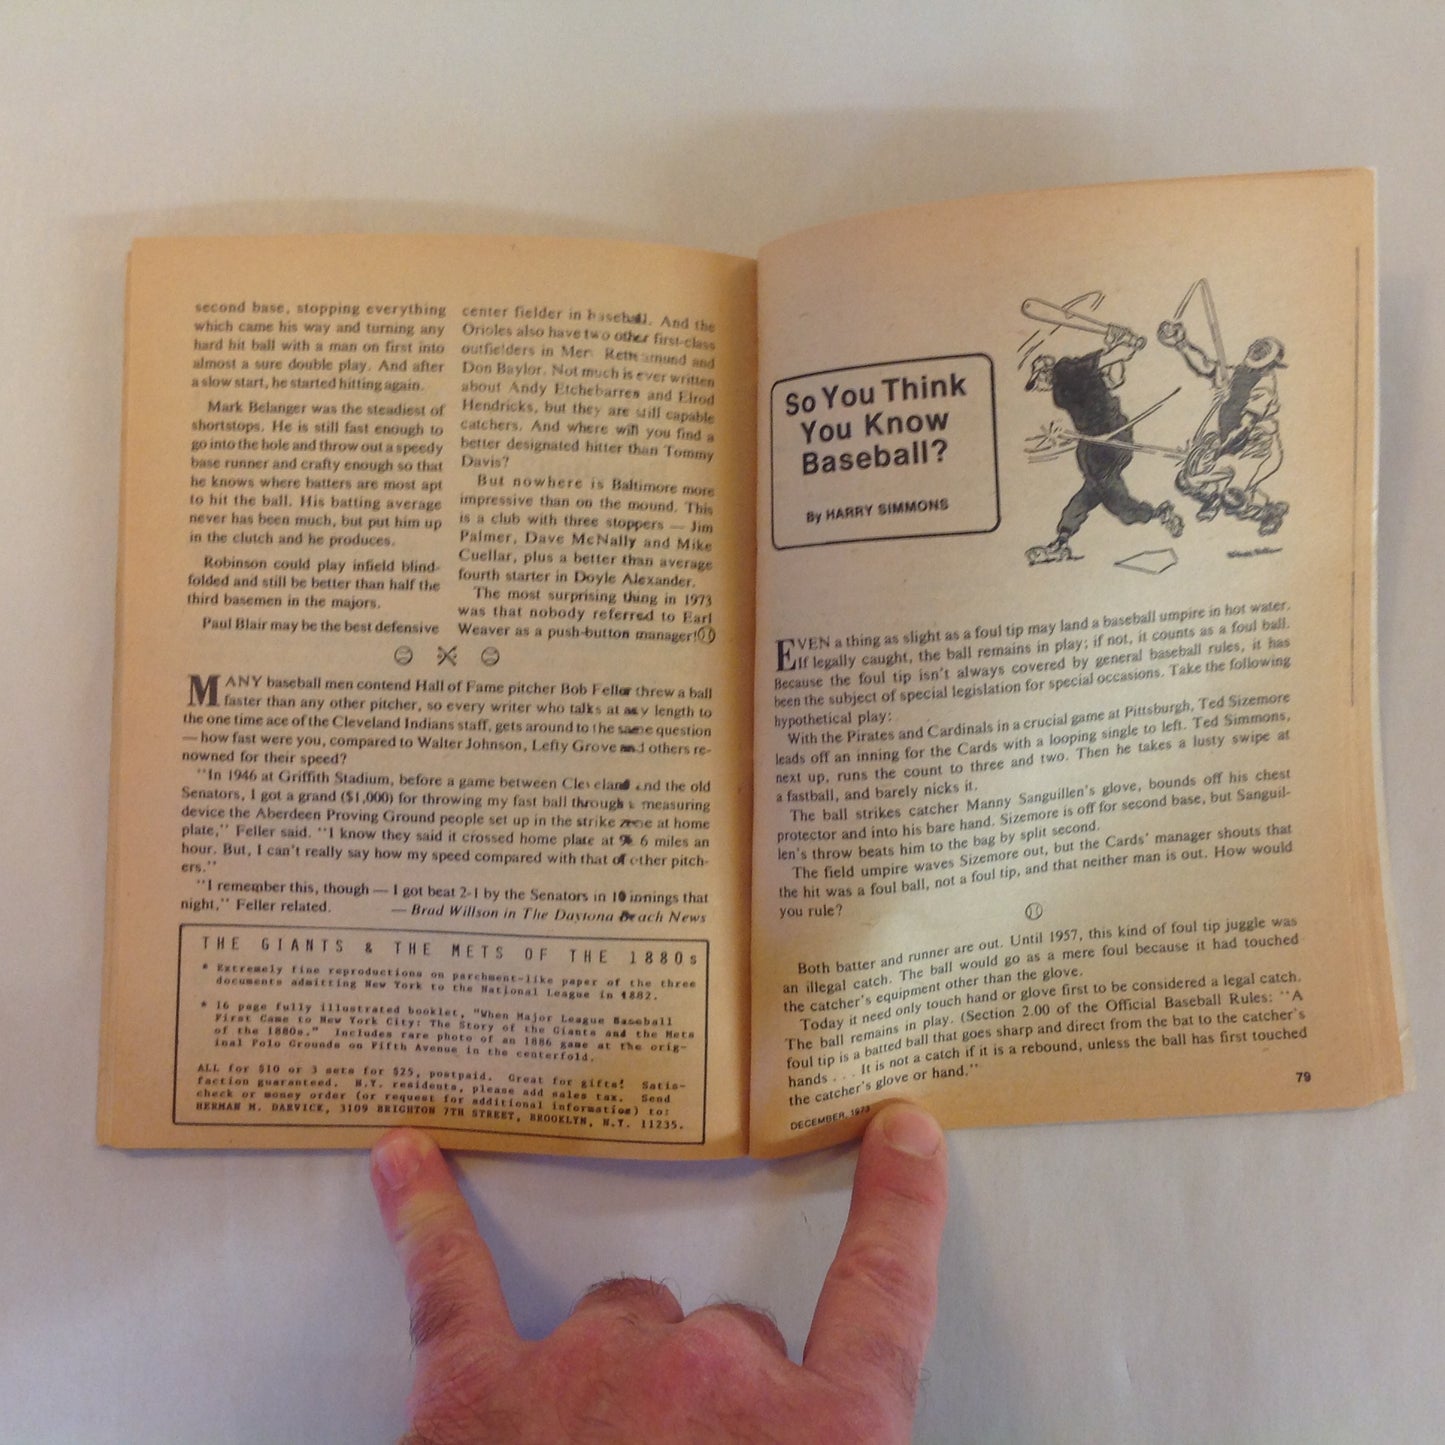 second base, stopping everything
which came his way and turning any
hard hit ball with a man on first into
almost a sure double play. And after
a slow start, he started hitting again.
Mark Belanger was the steadiest of
shortstops. He is still fast enough to
go into the hole and throw out a speedy
base runner and crafty enough so that
he knows where batters are most apt
to hit the ball. His batting average
never has been much, but put him up
in the clutch and he produces.
Robinson could play infield blind-
folded and still be better than half the
third basemen in the majors.
Paul Blair may be the best defensive
center fielder in baseball. And the
Orioles also have two other first-class
outfielders in Merv Rettenmund and
Don Baylor. Not much is ever written
about Andy Etchebarren and Elrod
Hendricks, but they are still capable
catchers. And where will you find a
better designated hitter than Tommy
Davis?
But nowhere is Baltimore more
impressive than on the mound. This
is a club with three stoppers — Jim
Palmer, Dave McNally and Mike
Cuellar, plus a better than average
fourth starter in Doyle Alexander.
The most surprising thing in 1973
was that nobody referred to Earl
Weaver as a push-button manager!
MANY baseball men contend Hall of Fame pitcher Bob Feller threw a ball
faster than any other pitcher, so every writer who talks at any length to
the one time ace of the Cleveland Indians staff, gets around to the same question
— how fast were you, compared to Walter Johnson, Lefty Grove and others re-
nowned for their speed?
"In 1946 at Griffith Stadium, before a game between Cleveland and the old
Senators, I got a grand ($1,000) for throwing my fast ball through a measuring
device the Aberdeen Proving Ground people set up in the strike zone at home
plate," Feller said. "I know they said it crossed home plate at 6 miles an
hour. But, I can't really say how my speed compared with that of other pitch-
ers."
"I remember this, though — I got beat 2-1 by the Senators in 10 innings that
night," Feller related. — Brad Willson in The Daytona Beach News
THE GIANTS & THE METS OF THE 1880s
* Extremely fine reproductions on parchment-like paper of the three
documents admitting New York to the National League in 1882.
* 16 page fully illustrated booklet, "When Major League Baseball
First Came to New York City: The Story of the Giants and the Mets
of the 1880s." Includes rare photo of an 1886 game at the orig-
inal Polo Grounds on Fifth Avenue in the centerfold.
ALL for $10 or 3 sets for $25, postpaid. Great for gifts! Satis-
faction guaranteed. N.Y. residents, please add sales tax. Send
check or money order (or request for additional information) to:
HERMAN M. DARVICK, 3109 BRIGHTON 7TH STREET, BROOKLYN, N.Y. 11235.
So You Think
You Know
Baseball?
By HARRY SIMMONS
EVEN a thing as slight as a foul tip may land a baseball umpire in hot water.
If legally caught, the ball remains in play; if not, it counts as a foul ball.
Because the foul tip isn't always covered by general baseball rules, it has
been the subject of special legislation for special occasions. Take the following
hypothetical play:
With the Pirates and Cardinals in a crucial game at Pittsburgh, Ted Sizemore
leads off an inning for the Cards with a looping single to left. Ted Simmons,
next up, runs the count to three and two. Then he takes a lusty swipe at
a fastball, and barely nicks it.
The ball strikes catcher Manny Sanguillen's glove, bounds off his chest
protector and into his bare hand. Sizemore is off for second base, but Sanguil-
len's throw beats him to the bag by split second.
The field umpire waves Sizemore out, but the Cards' manager shouts that
the hit was a foul ball, not a foul tip, and that neither man is out. How would
you rule?
Both batter and runner are out. Until 1957, this kind of foul tip juggle was
an illegal catch. The ball would go as a mere foul because it had touched
the catcher's equipment other than the glove.
Today it need only touch hand or glove first to be considered a legal catch.
The ball remains in play. (Section 2.00 of the Official Baseball Rules: "A
foul tip is a batted ball that goes sharp and direct from the bat to the catcher's
hands . . . It is not a catch if it is a rebound, unless the ball has first touched
the catcher's glove or hand."
DECEMBER, 1973
79